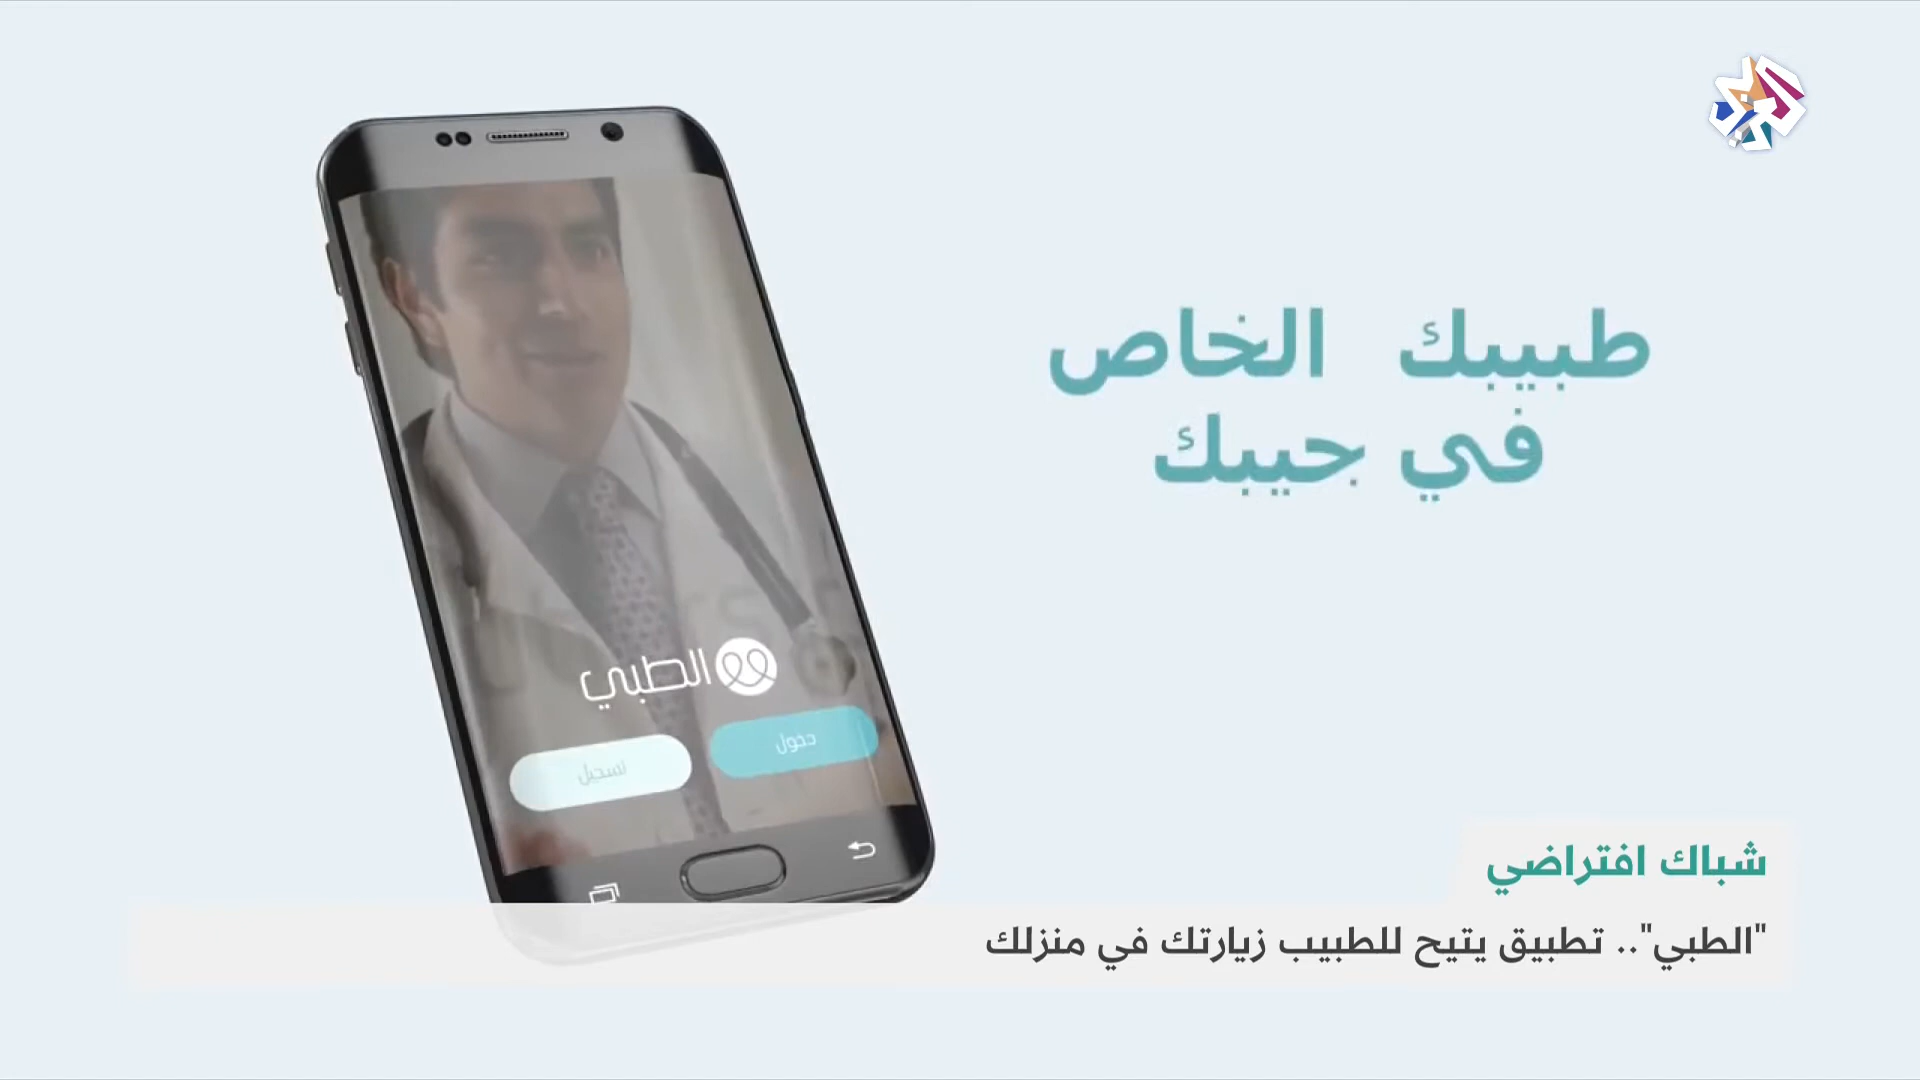 طبيبك الخاص
في جيبك
الطبي
دخول
تسجيل
شباك افتراضي
"الطبي".. تطبيق يتيح للطبيب زيارتك في منزلك